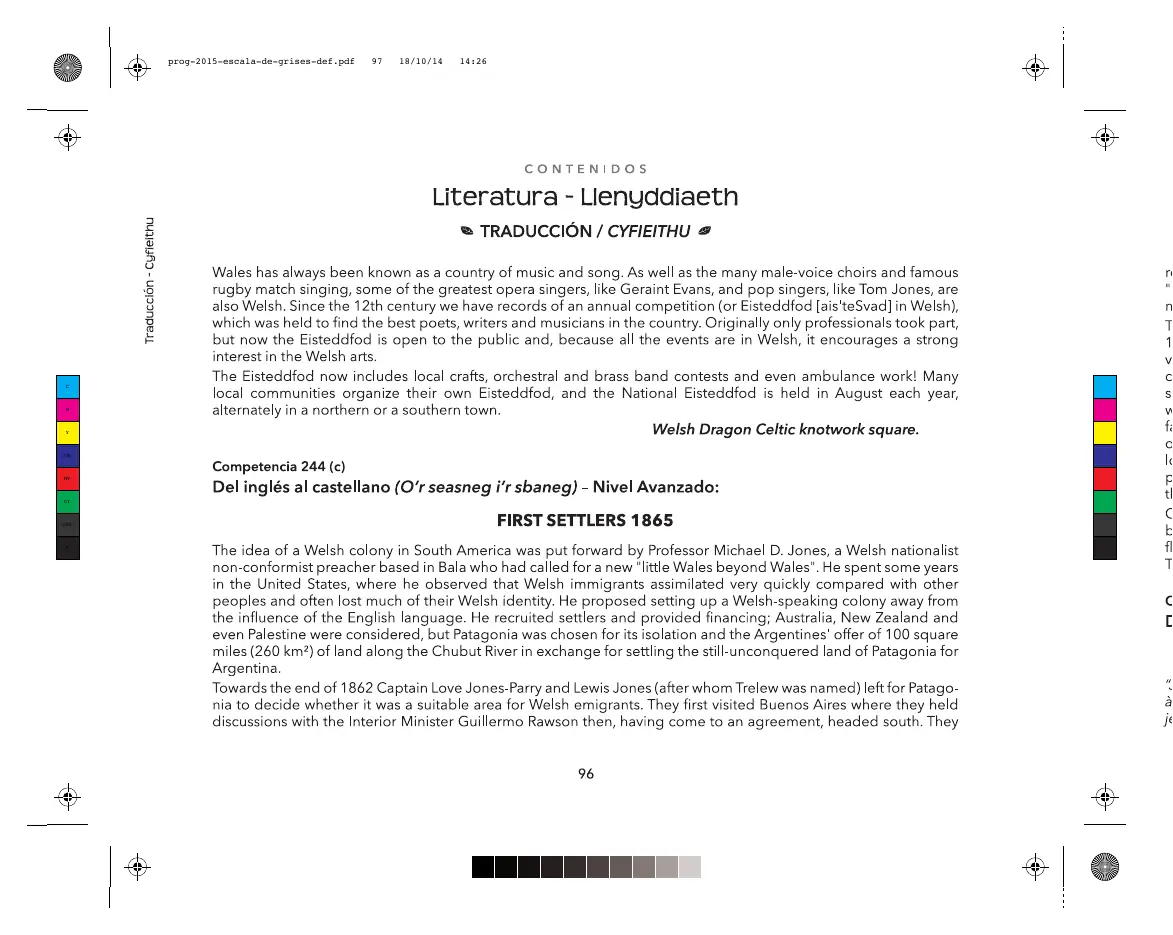 prog-2015-escala-de-grises-def.pdf 97 18/10/14 14:26
CONTENIDOS
Literatura - Llenyddiaeth
TRADUCCIÓN / CYFIEITHU
Traducción - Cyfieithu
Wales has always been known as a country of music and song. As well as the many male-voice choirs and famous
rugby match singing, some of the greatest opera singers, like Geraint Evans, and pop singers, like Tom Jones, are
also Welsh. Since the 12th century we have records of an annual competition (or Eisteddfod [ais'teSvad] in Welsh),
which was held to find the best poets, writers and musicians in the country. Originally only professionals took part,
but now the Eisteddfod is open to the public and, because all the events are in Welsh, it encourages a strong
interest in the Welsh arts.
The Eisteddfod now includes local crafts, orchestral and brass band contests and even ambulance work! Many
local communities organize their own Eisteddfod, and the National Eisteddfod is held in August each year,
alternately in a northern or a southern town.
Welsh Dragon Celtic knotwork square.
Competencia 244 (c)
Del inglés al castellano (O’r seasneg i’r sbaneg) – Nivel Avanzado:
FIRST SETTLERS 1865
The idea of a Welsh colony in South America was put forward by Professor Michael D. Jones, a Welsh nationalist
non-conformist preacher based in Bala who had called for a new "little Wales beyond Wales". He spent some years
in the United States, where he observed that Welsh immigrants assimilated very quickly compared with other
peoples and often lost much of their Welsh identity. He proposed setting up a Welsh-speaking colony away from
the influence of the English language. He recruited settlers and provided financing; Australia, New Zealand and
even Palestine were considered, but Patagonia was chosen for its isolation and the Argentines' offer of 100 square
miles (260 km²) of land along the Chubut River in exchange for settling the still-unconquered land of Patagonia for
Argentina.
Towards the end of 1862 Captain Love Jones-Parry and Lewis Jones (after whom Trelew was named) left for Patago-
nia to decide whether it was a suitable area for Welsh emigrants. They first visited Buenos Aires where they held
discussions with the Interior Minister Guillermo Rawson then, having come to an agreement, headed south. They
96